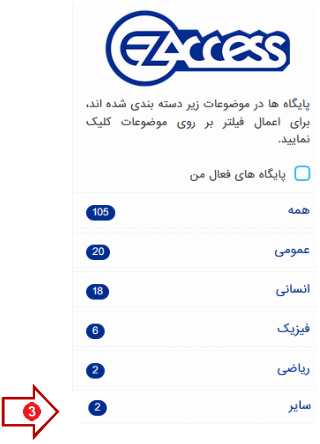 EZAccess
پایگاه ها در موضوعات زیر دسته بندی شده اند،
برای اعمال فیلتر بر روی موضوعات کلیک
نمایید.
پایگاه های فعال من
همه 105
عمومی 20
انسانی 18
فیزیک 6
ریاضی 2
سایر 2
3